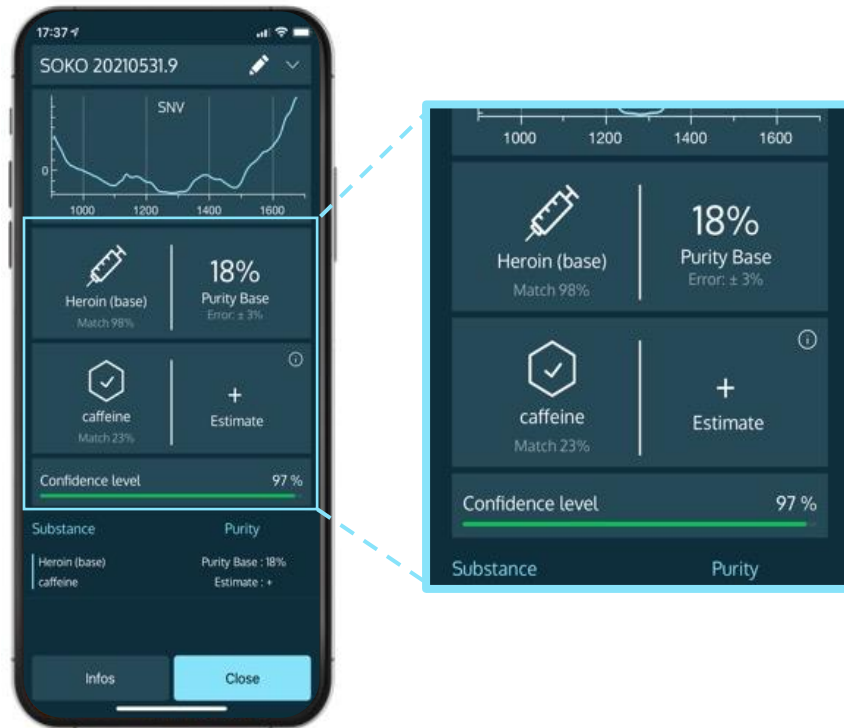 17:37
SOKO 20210531.9
SNV
0
1000 1200 1400 1600
Heroin (base)
Match 98%
18%
Purity Base
Error: ± 3%
caffeine
Match 23%
+
Estimate
Confidence level 97 %
Substance Purity
Heroin (base) Purity Base : 18%
caffeine Estimate : +
Infos Close
1000 1200 1400 1600
Heroin (base)
Match 98%
18%
Purity Base
Error: ± 3%
caffeine
Match 23%
+
Estimate
Confidence level 97 %
Substance Purity